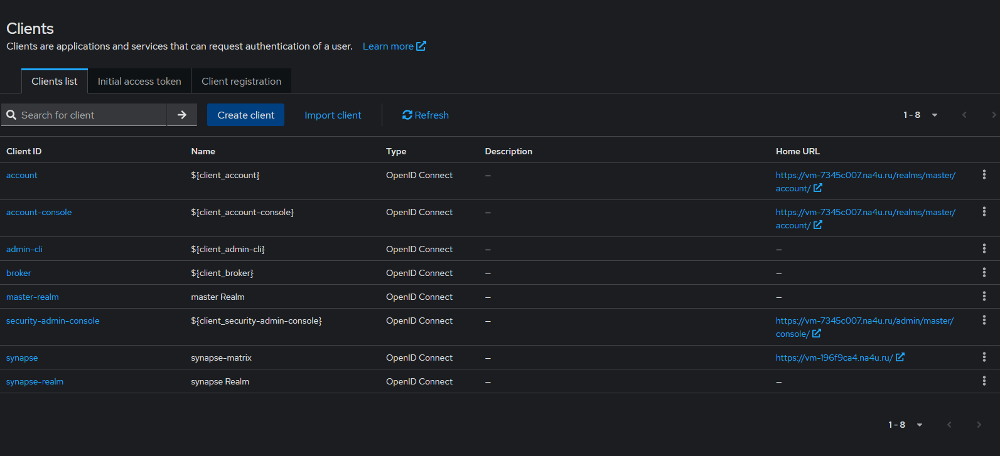 Clients
Clients are applications and services that can request authentication of a user. Learn more
Clients list Initial access token Client registration
Search for client Create client Import client Refresh 1 - 8
Client ID Name Type Description Home URL
account ${client_account} OpenID Connect – https://vm-7345c007.na4u.ru/realms/master/
account/
account-console ${client_account-console} OpenID Connect – https://vm-7345c007.na4u.ru/realms/master/
account/
admin-cli ${client_admin-cli} OpenID Connect – –
broker ${client_broker} OpenID Connect – –
master-realm master Realm OpenID Connect – –
security-admin-console ${client_security-admin-console} OpenID Connect – https://vm-7345c007.na4u.ru/admin/master/
console/
synapse synapse-matrix OpenID Connect – https://vm-196f9ca4.na4u.ru/
synapse-realm synapse Realm OpenID Connect – –
1 - 8